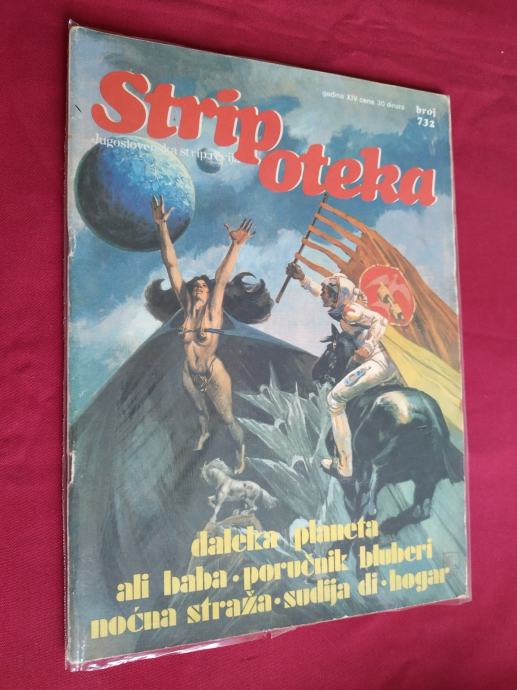 godina XIV cena 30 dinara
broj
732
Strip
Jugoslovenska strip revija
oteka
daleka planeta
ali baba • poručnik bluberi
noćna straža • sudija di • hogar